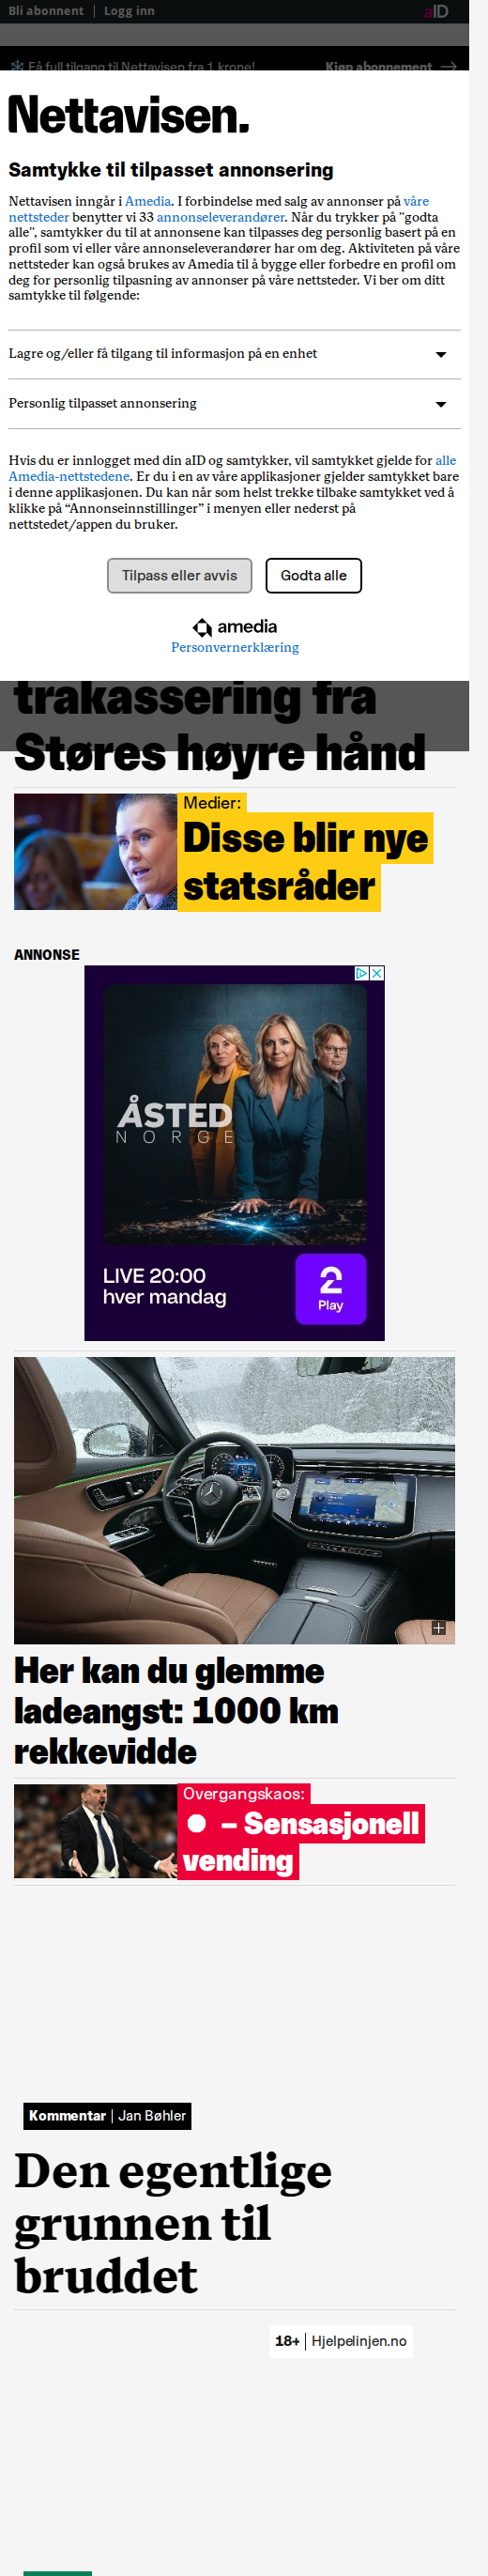 Bli abonnent | Logg inn
aID
Få full tilgang til Nettavisen fra 1 krone!
Kjøp abonnement
Nettavisen.
Samtykke til tilpasset annonsering
Nettavisen inngår i Amedia. I forbindelse med salg av annonser på våre
nettsteder benytter vi 33 annonseleverandører. Når du trykker på "godta
alle", samtykker du til at annonsene kan tilpasses deg personlig basert på en
profil som vi eller våre annonseleverandører har om deg. Aktiviteten på våre
nettsteder kan også brukes av Amedia til å bygge eller forbedre en profil om
deg for personlig tilpasning av annonser på våre nettsteder. Vi ber om ditt
samtykke til følgende:
Lagre og/eller få tilgang til informasjon på en enhet
Personlig tilpasset annonsering
Hvis du er innlogget med din aID og samtykker, vil samtykket gjelde for alle
Amedia-nettstedene. Er du i en av våre applikasjoner gjelder samtykket bare
i denne applikasjonen. Du kan når som helst trekke tilbake samtykket ved å
klikke på “Annonseinnstillinger” i menyen eller nederst på
nettstedet/appen du bruker.
Tilpass eller avvis
Godta alle
amedia
Personvernerklæring
trakassering fra
Støres høyre hånd
Medier:
Disse blir nye
statsråder
ANNONSE
ÅSTED
NORGE
LIVE 20:00
hver mandag
2
Play
Her kan du glemme
ladeangst: 1000 km
rekkevidde
Overgangskaos:
– Sensasjonell
vending
Kommentar | Jan Bøhler
Den egentlige
grunnen til
bruddet
18+ | Hjelpelinjen.no